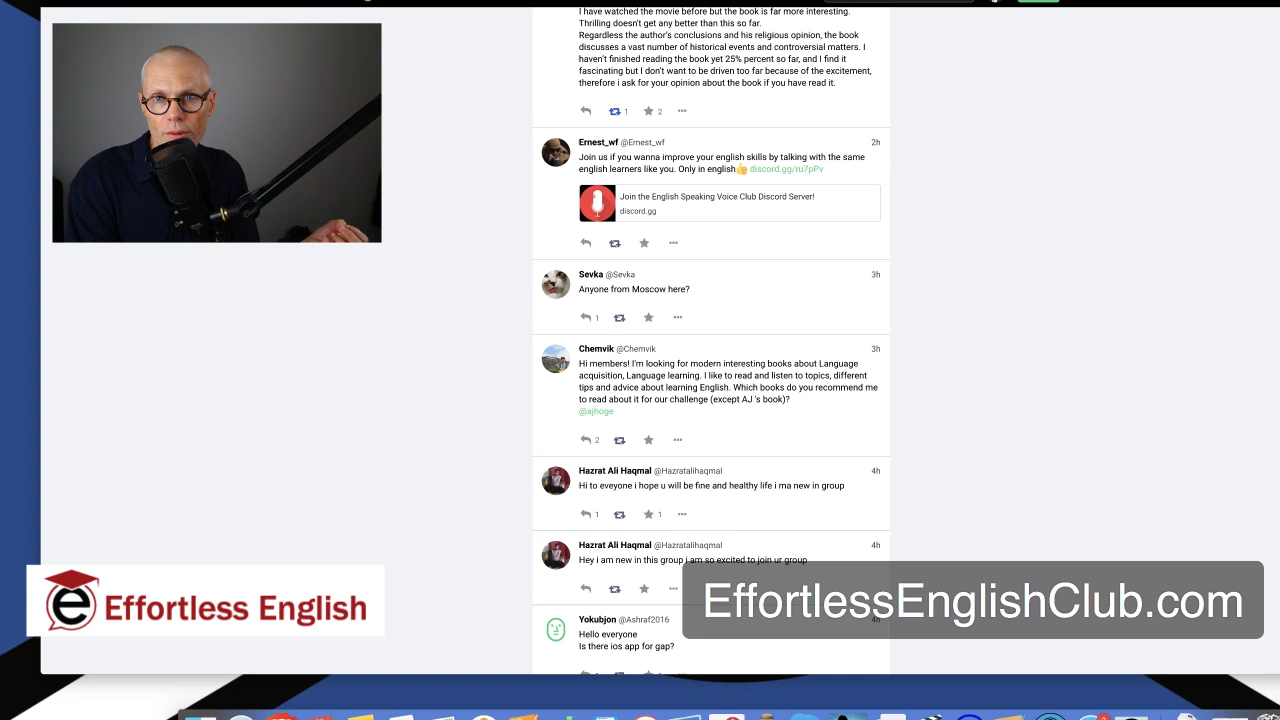 I have watched the movie before but the book is far more interesting.
Thrilling doesn't get any better than this so far.
Regardless the author's conclusions and his religious opinion, the book
discusses a vast number of historical events and controversial matters. I
haven't finished reading the book yet 25% percent so far, and I find it
fascinating but I don't want to be driven too far because of the excitement,
therefore i ask for your opinion about the book if you have read it.
1 2
Ernest_wf @Ernest_wf 2h
Join us if you wanna improve your english skills by talking with the same
english learners like you. Only in english👍 discord.gg/ru7pPv
Join the English Speaking Voice Club Discord Server!
discord.gg
Sevka @Sevka 3h
Anyone from Moscow here?
1
Chemvik @Chemvik 3h
Hi members! I'm looking for modern interesting books about Language
acquisition, Language learning. I like to read and listen to topics, different
tips and advice about learning English. Which books do you recommend me
to read about it for our challenge (except AJ 's book)?
@ajhoge
2
Hazrat Ali Haqmal @Hazratalihaqmal 4h
Hi to eveyone i hope u will be fine and healthy life i ma new in group
1 1
Hazrat Ali Haqmal @Hazratalihaqmal 4h
Hey i am new in this group i am so excited to join ur group
Yokubjon @Ashraf2016 4h
Hello everyone
Is there ios app for gap?
e Effortless English
EffortlessEnglishClub.com